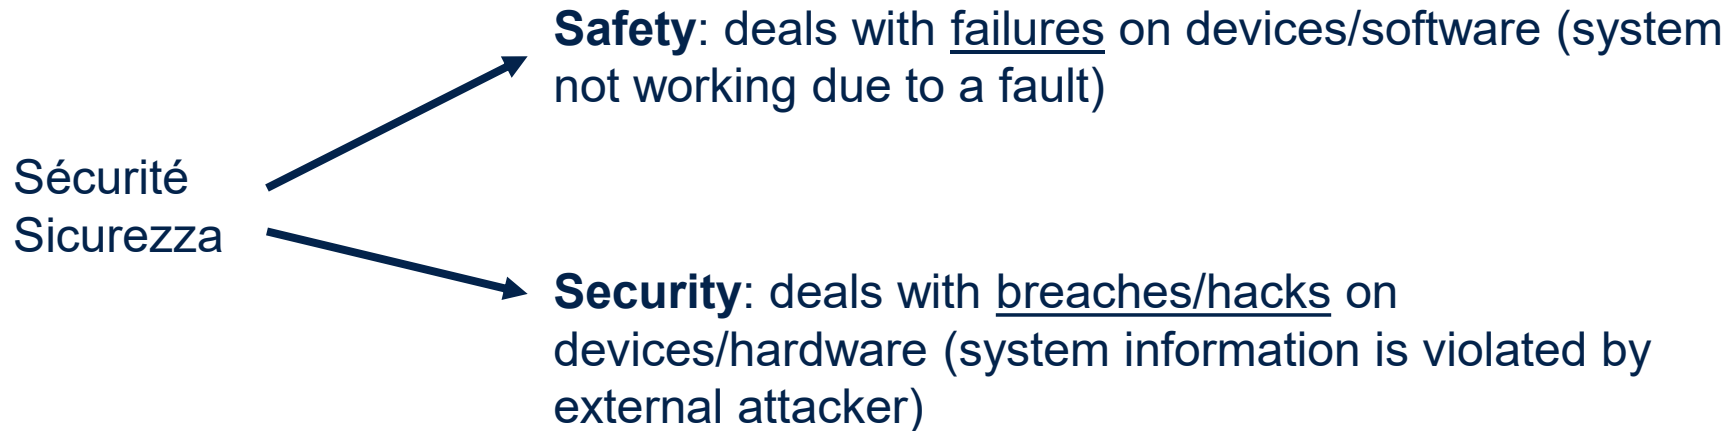 Safety: deals with failures on devices/software (system
not working due to a fault)
Sécurité
Sicurezza
Security: deals with breaches/hacks on
devices/hardware (system information is violated by
external attacker)